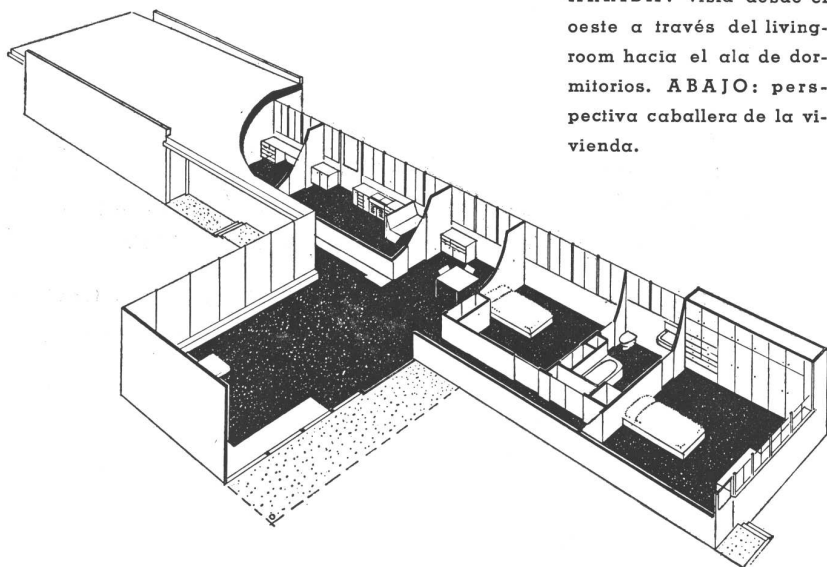 oeste a través del living-
room hacia el ala de dor-
mitorios. ABAJO: pers-
pectiva caballera de la vi-
vienda.